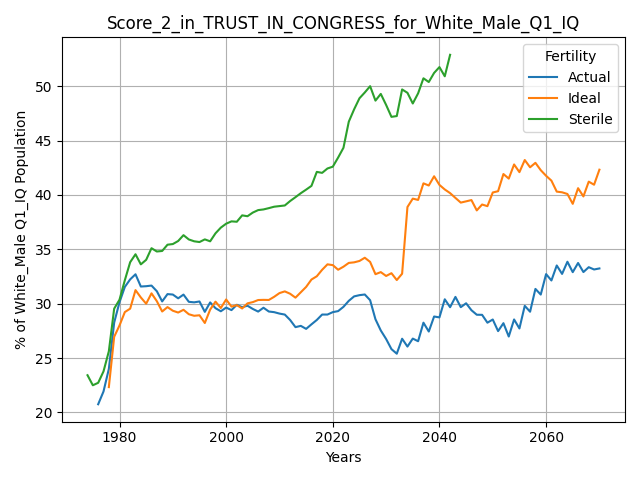 Score_2_in_TRUST_IN_CONGRESS_for_White_Male_Q1_IQ
% of White_Male Q1_IQ Population
50
45
40
35
30
25
20
Fertility
Actual
Ideal
Sterile
1980 2000 2020 2040 2060
Years